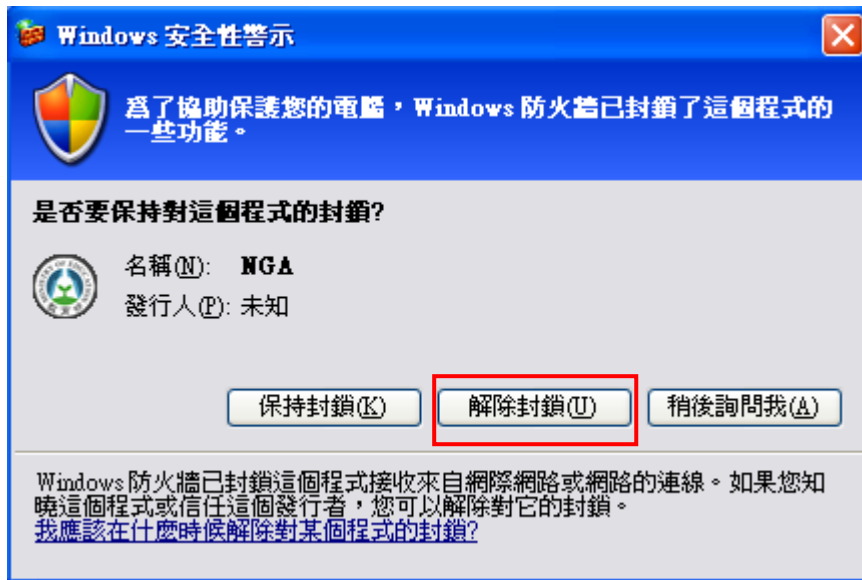 Windows 安全性警示
為了協助保護您的電腦，Windows 防火牆已封鎖了這個程式的
一些功能。
是否要保持對這個程式的封鎖?
名稱(N): NGA
發行人(P): 未知
保持封鎖(K) 解除封鎖(U) 稍後詢問我(A)
Windows 防火牆已封鎖這個程式接收來自網際網路或網路的連線。如果您知
曉這個程式或信任這個發行者，您可以解除對它的封鎖。
我應該在什麼時候解除對某個程式的封鎖?